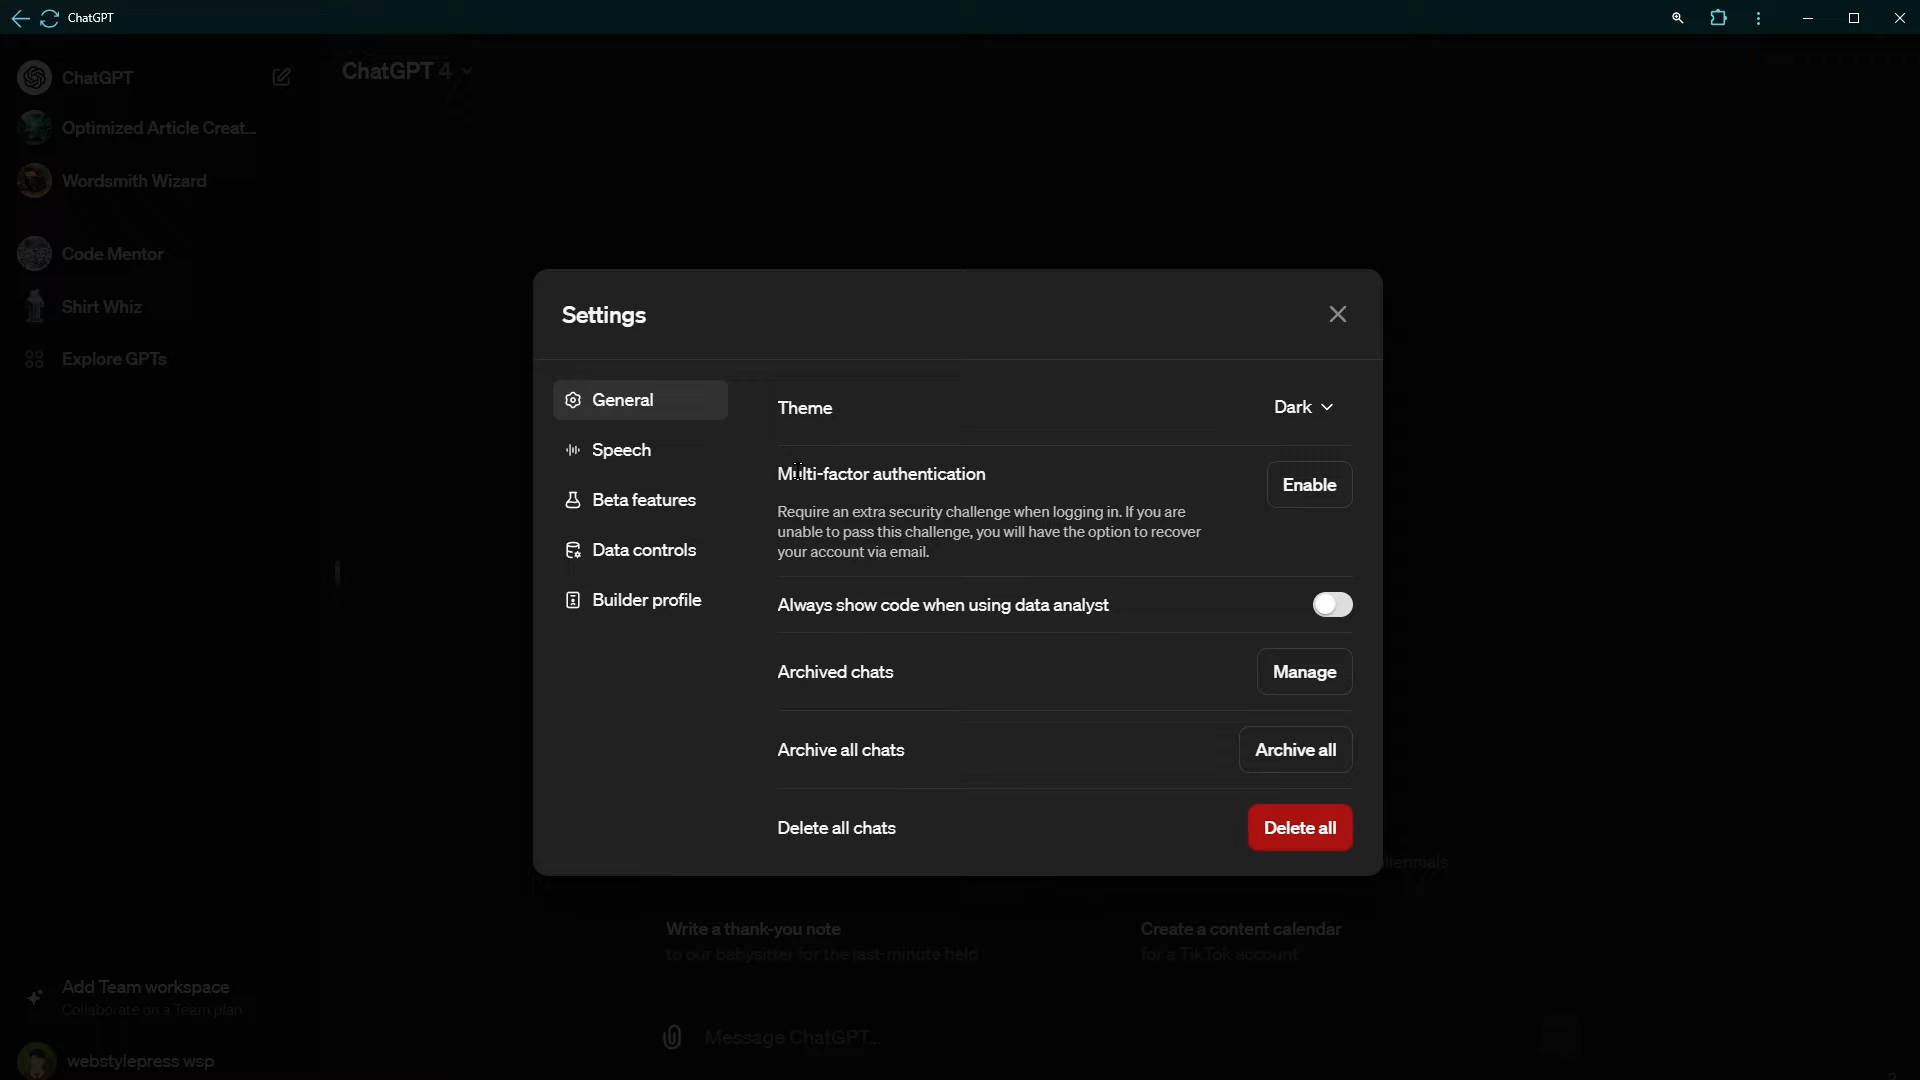 ChatGPT
ChatGPT
Optimized Article Creat...
Wordsmith Wizard
Code Mentor
Shirt Whiz
Explore GPTs
ChatGPT 4
Settings
General
Speech
Beta features
Data controls
Builder profile
Theme
Dark
Multi-factor authentication
Enable
Require an extra security challenge when logging in. If you are
unable to pass this challenge, you will have the option to recover
your account via email.
Always show code when using data analyst
Archived chats
Manage
Archive all chats
Archive all
Delete all chats
Delete all
Write a thank-you note
to our babysitter for the last-minute help
Create a content calendar
for a TikTok account
Message ChatGPT...
Add Team workspace
Collaborate on a Team plan
webstylepress wsp